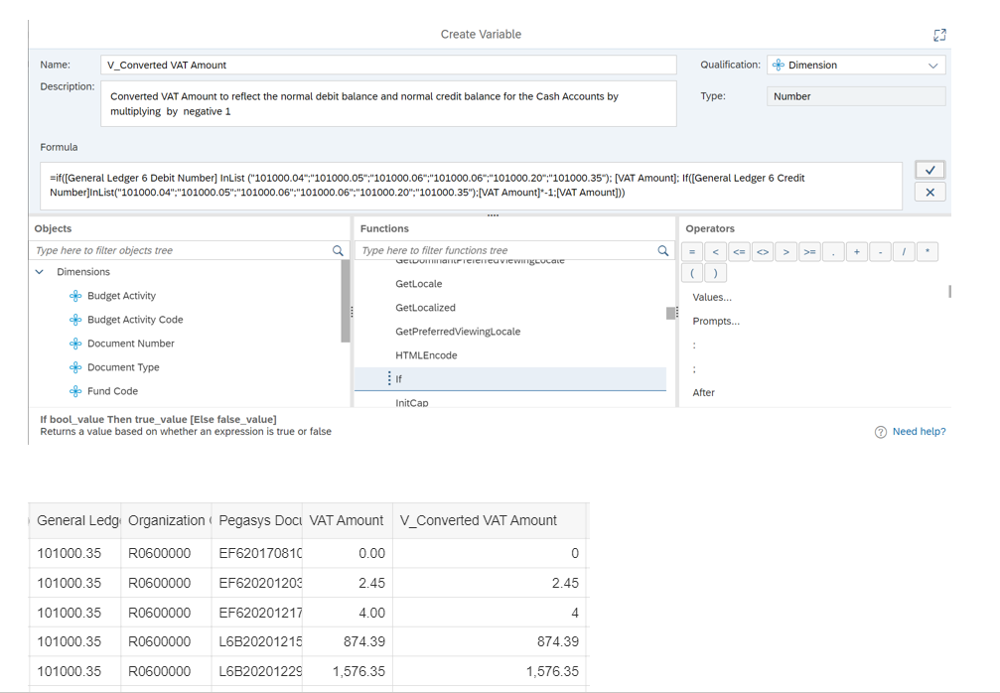 Create Variable
Name: V_Converted VAT Amount Qualification: Dimension
Description: Converted VAT Amount to reflect the normal debit balance and normal credit balance for the Cash Accounts by
multiplying by negative 1
Type: Number
Formula
=if([General Ledger 6 Debit Number] InList ("101000.04";"101000.05";"101000.06";"101000.06";"101000.20";"101000.35"); [VAT Amount]; If([General Ledger 6 Credit
Number]InList("101000.04";"101000.05";"101000.06";"101000.06";"101000.20";"101000.35");[VAT Amount]*-1;[VAT Amount]))
Objects Functions Operators
Type here to filter objects tree Type here to filter functions tree = < <= <> > >= . + - / *
( )
Dimensions
Budget Activity
Budget Activity Code
Document Number
Document Type
Fund Code
GetDominantPreferredViewingLocale
GetLocale
GetLocalized
GetPreferredViewingLocale
HTMLEncode
If
InitCap
Values...
Prompts...
:
;
After
If bool_value Then true_value [Else false_value]
Returns a value based on whether an expression is true or false
? Need help?
General Ledg Organization Pegasys Docu VAT Amount V_Converted VAT Amount
101000.35 R0600000 EF62017081 0.00 0
101000.35 R0600000 EF620201203 2.45 2.45
101000.35 R0600000 EF620201217 4.00 4
101000.35 R0600000 L6B20201215 874.39 874.39
101000.35 R0600000 L6B20201229 1,576.35 1,576.35